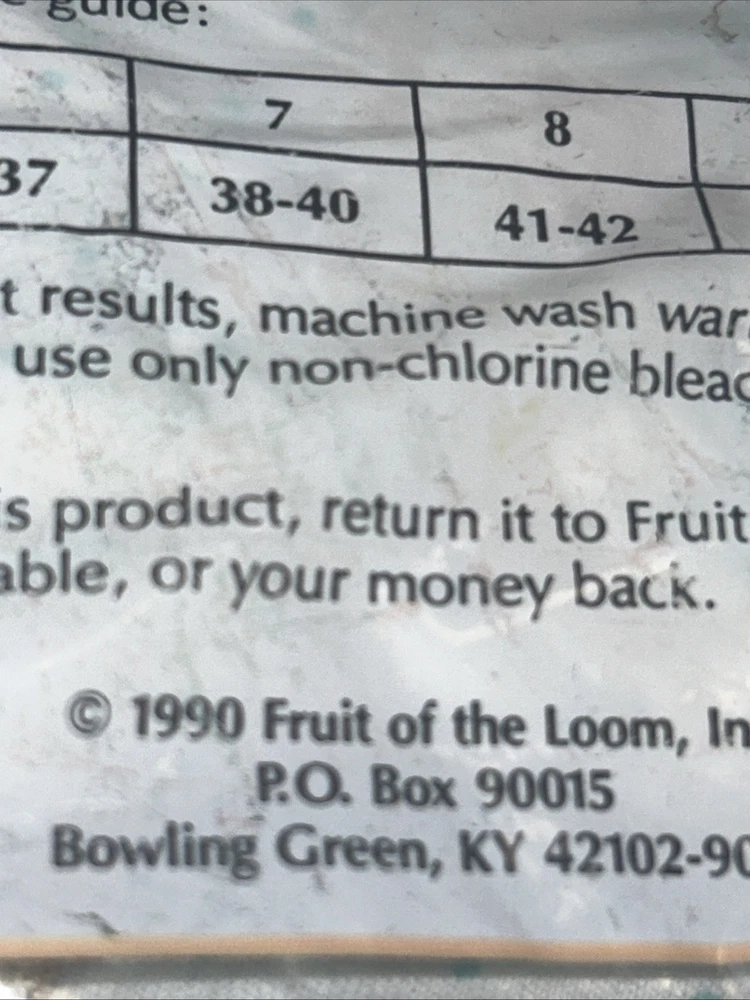 guide:
7 8
37 38-40 41-42
t results, machine wash war
use only non-chlorine bleac
is product, return it to Fruit
able, or your money back.
© 1990 Fruit of the Loom, In
P.O. Box 90015
Bowling Green, KY 42102-90